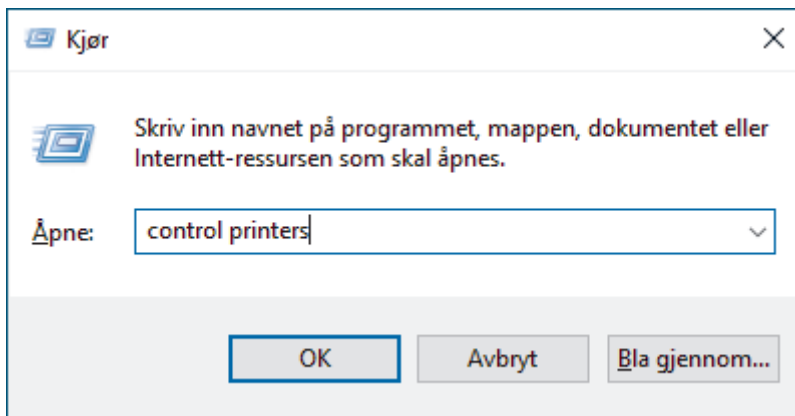 Kjør
Skriv inn navnet på programmet, mappen, dokumentet eller
Internett-ressursen som skal åpnes.
Åpne: control printers
OK Avbryt Bla gjennom...